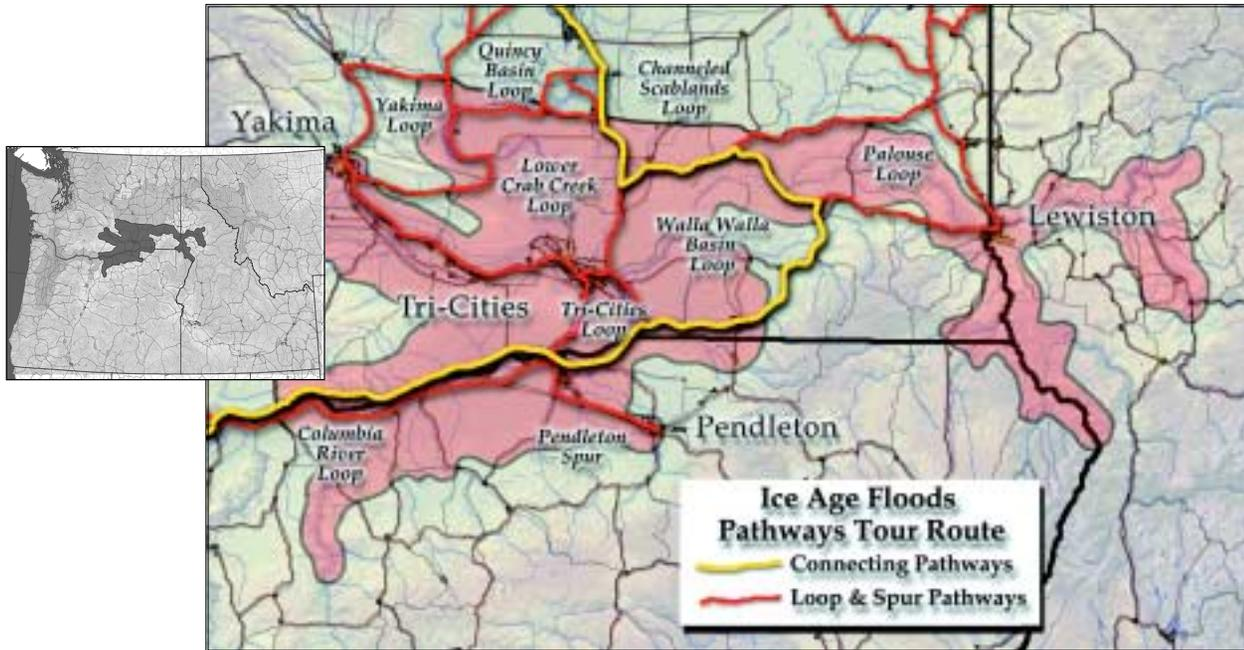 Quincy
Basin
Loop
Channeled
Scablands
Loop
Yakima
Yakima
Loop
Lower
Crab Creek
Loop
Palouse
Loop
Lewiston
Walla Walla
Basin
Loop
Tri-Cities
Tri-Cities
Loop
Columbia
River
Loop
Pendleton
Spur
Pendleton
Ice Age Floods
Pathways Tour Route
Connecting Pathways
Loop & Spur Pathways